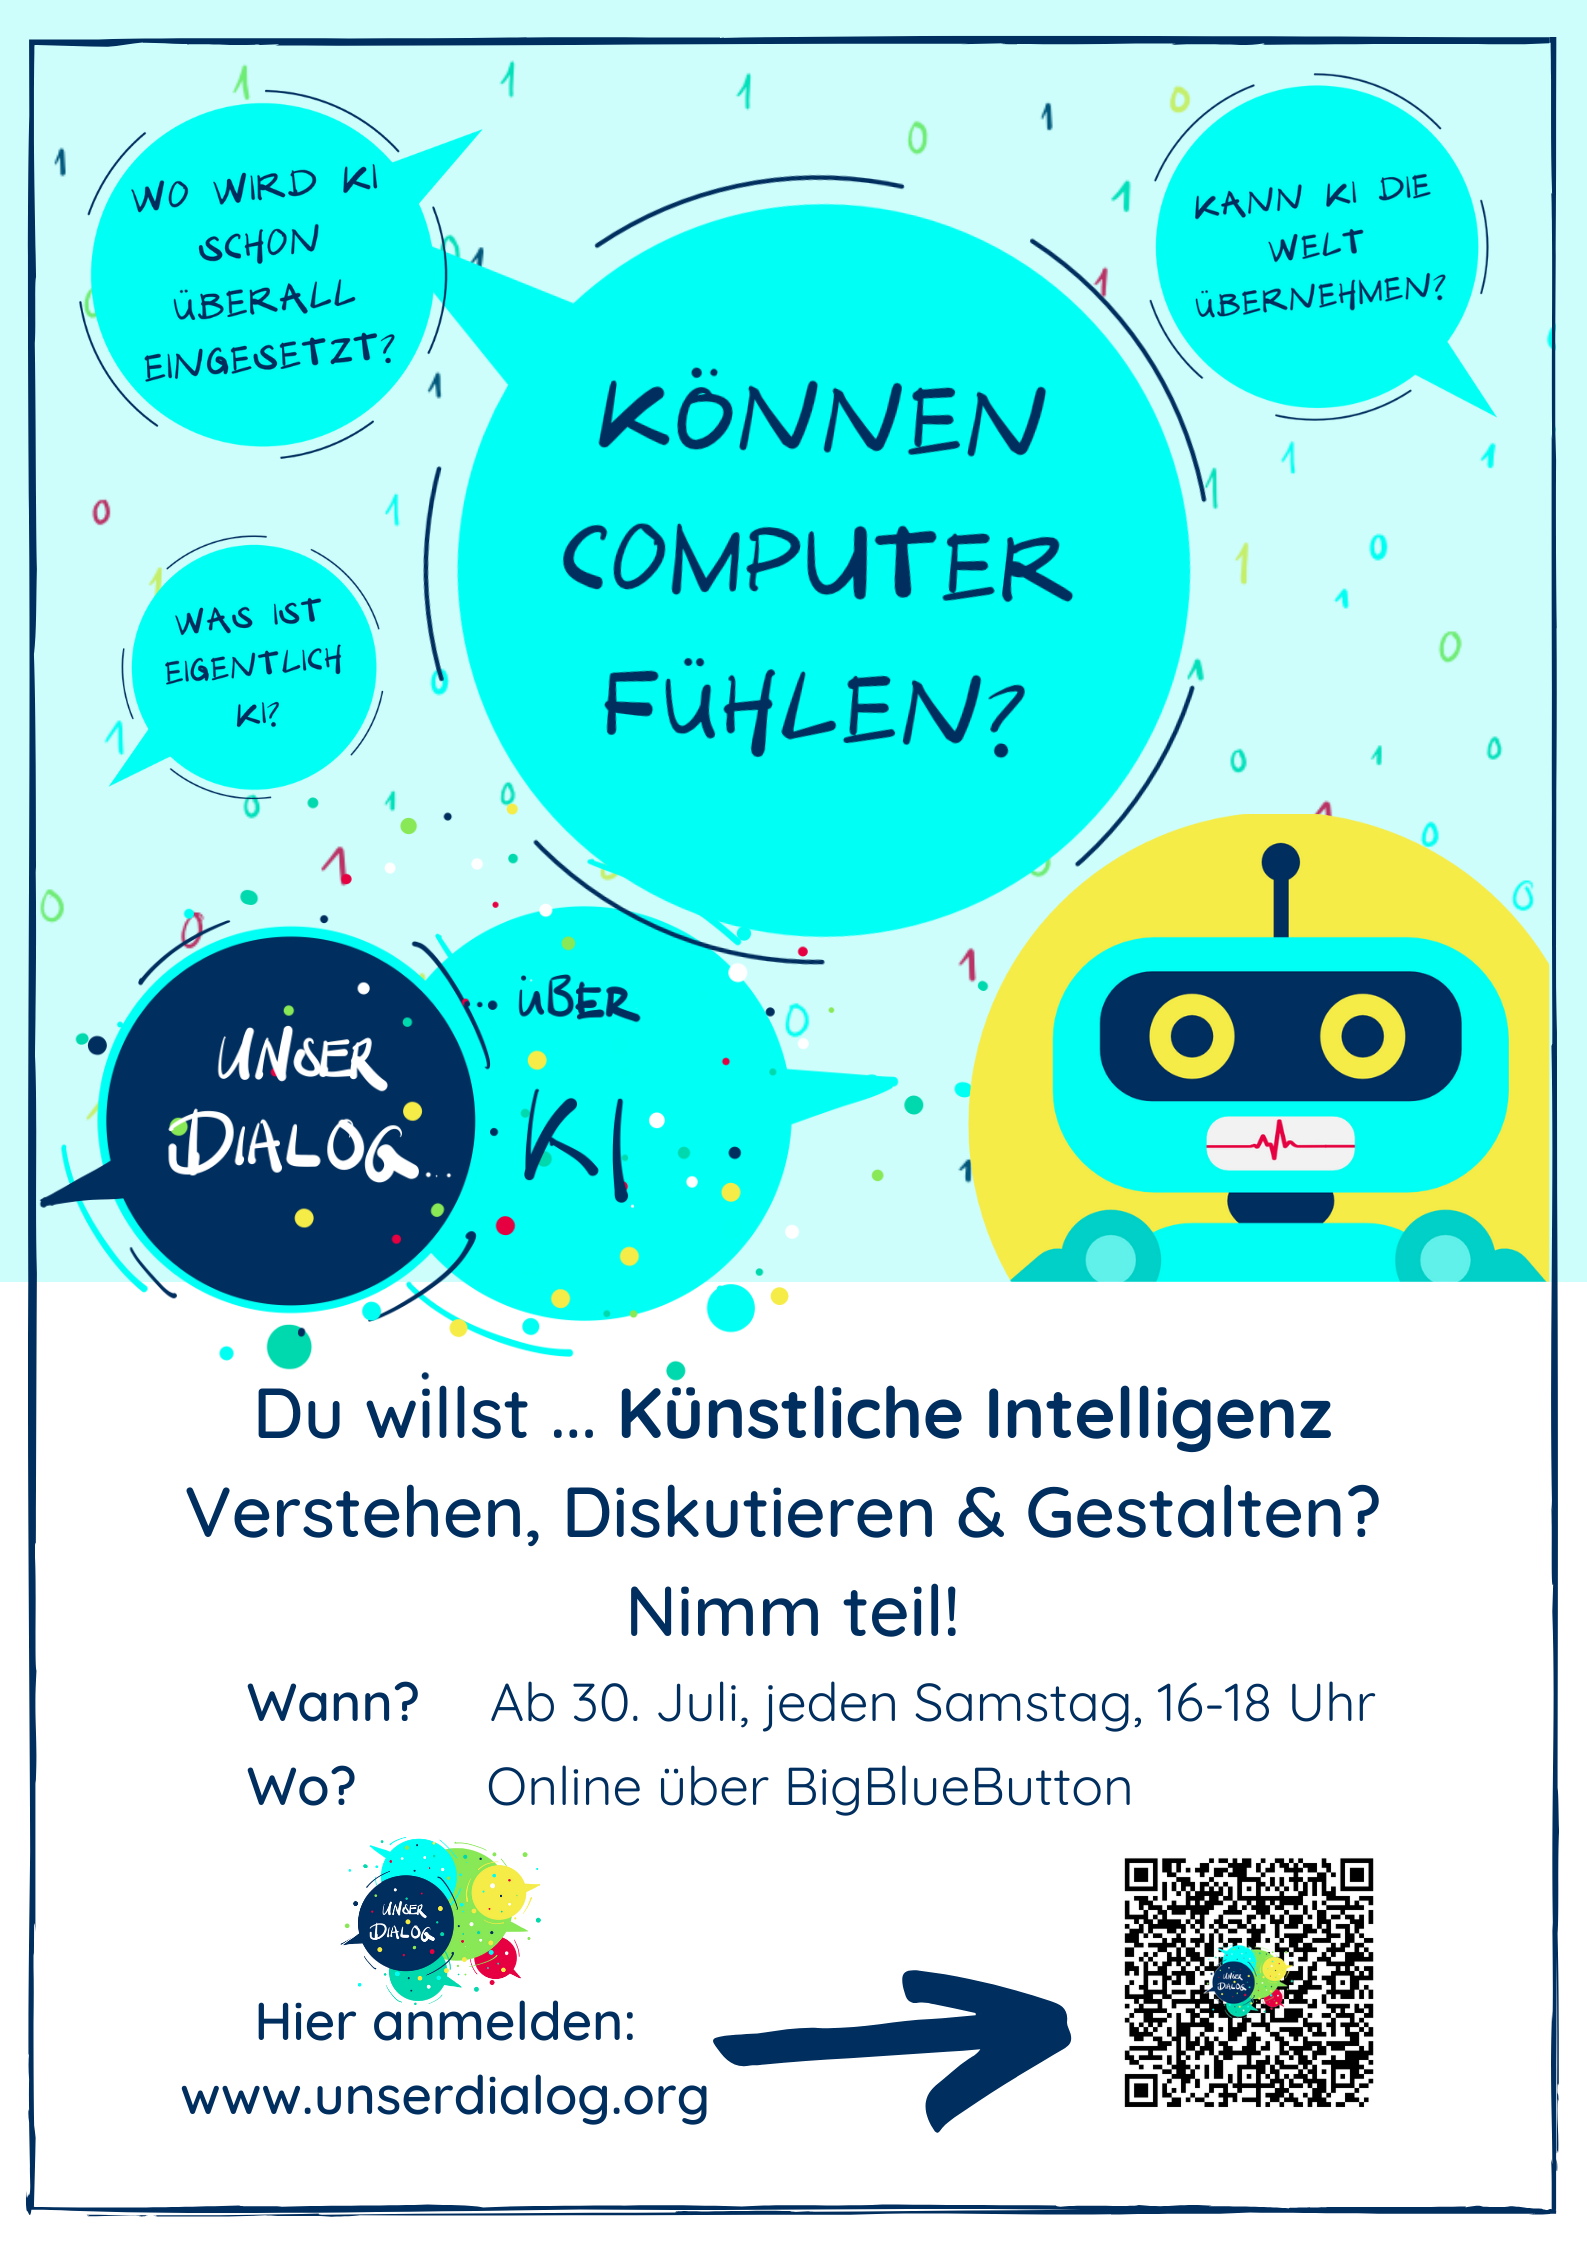 WO WIRD KI
SCHON
ÜBERALL
EINGESETZT?
KANN KI DIE
WELT
ÜBERNEHMEN?
KÖNNEN
COMPUTER
FÜHLEN?
WAS IST
EIGENTLICH
KI?
UNSER
DIALOG...
... ÜBER
KI
Du willst ... Künstliche Intelligenz
Verstehen, Diskutieren & Gestalten?
Nimm teil!
Wann? Ab 30. Juli, jeden Samstag, 16-18 Uhr
Wo? Online über BigBlueButton
UNSER
DIALOG
Hier anmelden:
www.unserdialog.org
UNSER
DIALOG